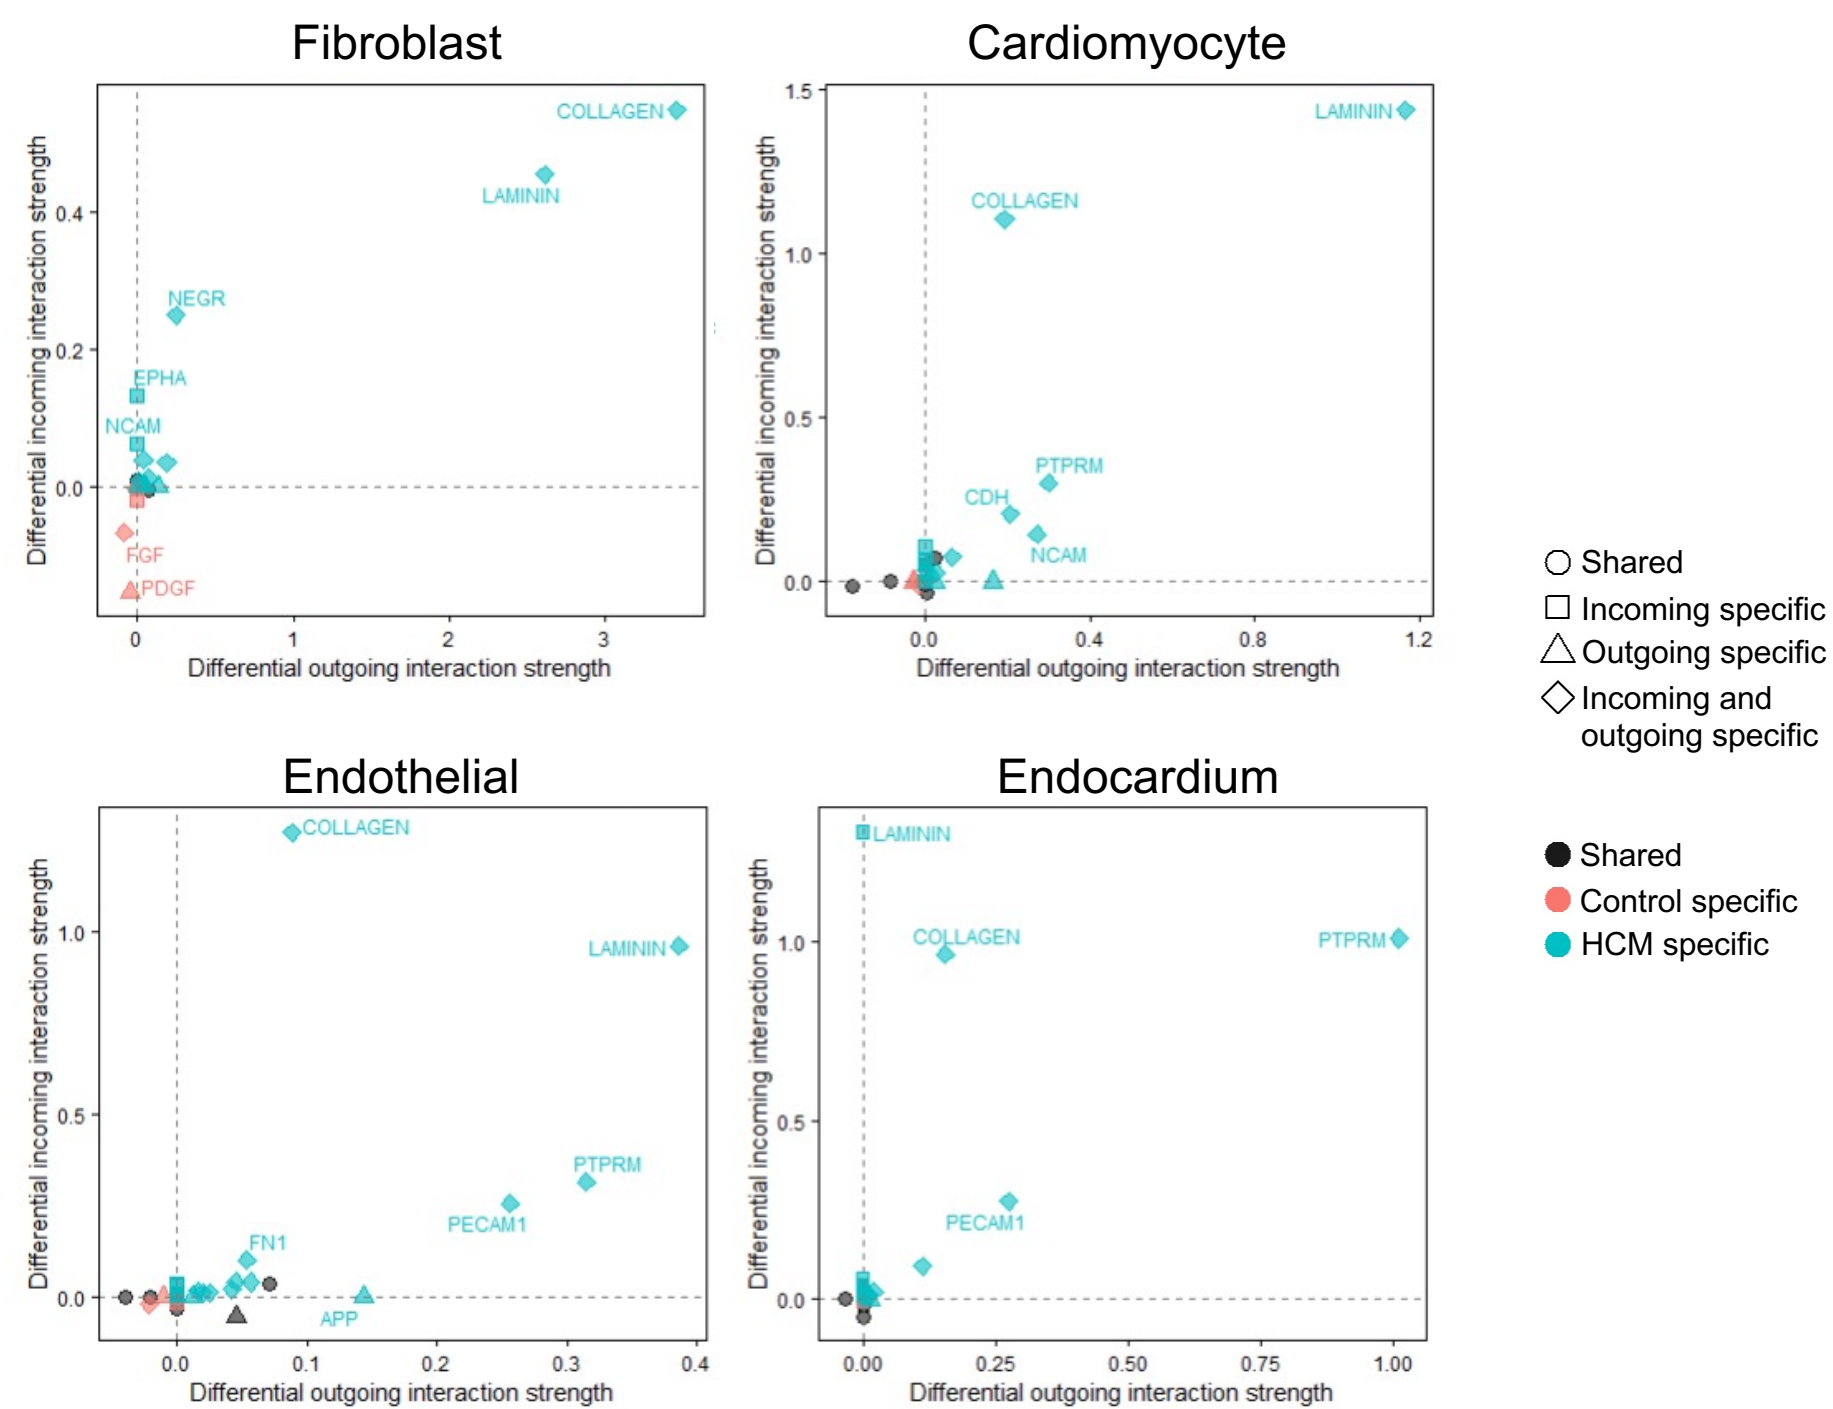 Fibroblast
COLLAGEN
LAMININ
NEGR
EPHA
NCAM
FGF
PDGF
0.4
0.2
0.0
0
1
2
3
Differential outgoing interaction strength
Differential incoming interaction strength
Cardiomyocyte
LAMININ
COLLAGEN
PTPRM
CDH
NCAM
1.5
1.0
0.5
0.0
0.0
0.4
0.8
1.2
Differential outgoing interaction strength
Differential incoming interaction strength
Endothelial
COLLAGEN
LAMININ
PTPRM
PECAM1
FN1
APP
1.0
0.5
0.0
0.0
0.1
0.2
0.3
0.4
Differential outgoing interaction strength
Differential incoming interaction strength
Endocardium
LAMININ
COLLAGEN
PTPRM
PECAM1
1.0
0.5
0.0
0.00
0.25
0.50
0.75
1.00
Differential outgoing interaction strength
Differential incoming interaction strength
Shared
Incoming specific
Outgoing specific
Incoming and
outgoing specific
Shared
Control specific
HCM specific